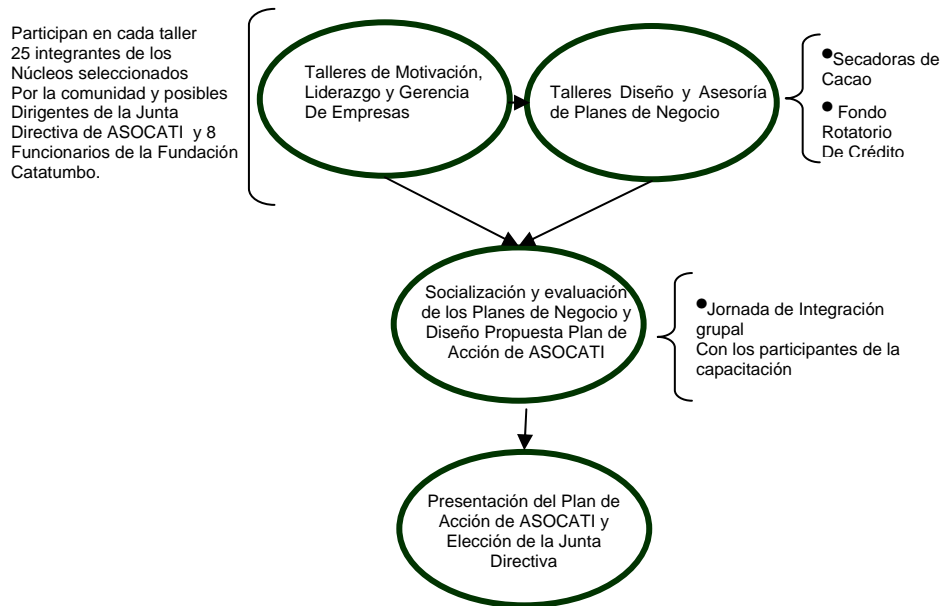 Participan en cada taller
25 integrantes de los
Núcleos seleccionados
Por la comunidad y posibles
Dirigentes de la Junta
Directiva de ASOCATI y 8
Funcionarios de la Fundación
Catatumbo.
Talleres de Motivación,
Liderazgo y Gerencia
De Empresas
Talleres Diseño y Asesoría
de Planes de Negocio
●Secadoras de
Cacao
● Fondo
Rotatorio
De Crédito
Socialización y evaluación
de los Planes de Negocio y
Diseño Propuesta Plan de
Acción de ASOCATI
●Jornada de Integración
grupal
Con los participantes de la
capacitación
Presentación del Plan de
Acción de ASOCATI y
Elección de la Junta
Directiva